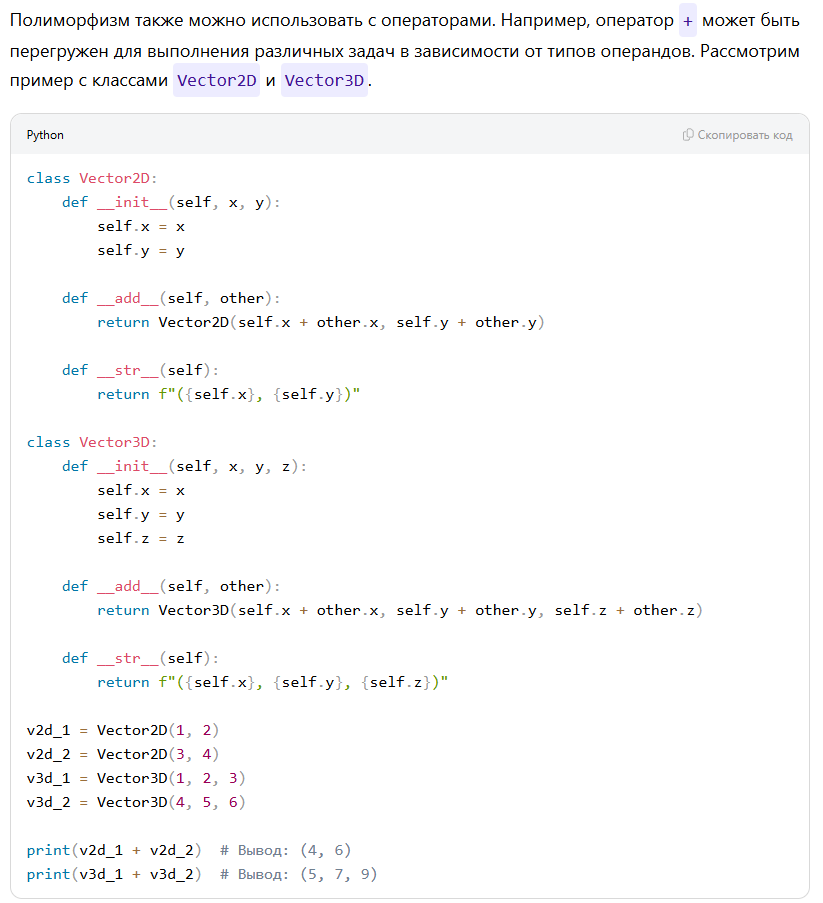 Полиморфизм также можно использовать с операторами. Например, оператор + может быть
перегружен для выполнения различных задач в зависимости от типов операндов. Рассмотрим
пример с классами Vector2D и Vector3D.
Python
Скопировать код
class Vector2D:
    def __init__(self, x, y):
        self.x = x
        self.y = y

    def __add__(self, other):
        return Vector2D(self.x + other.x, self.y + other.y)

    def __str__(self):
        return f"({self.x}, {self.y})"

class Vector3D:
    def __init__(self, x, y, z):
        self.x = x
        self.y = y
        self.z = z

    def __add__(self, other):
        return Vector3D(self.x + other.x, self.y + other.y, self.z + other.z)

    def __str__(self):
        return f"({self.x}, {self.y}, {self.z})"

v2d_1 = Vector2D(1, 2)
v2d_2 = Vector2D(3, 4)
v3d_1 = Vector3D(1, 2, 3)
v3d_2 = Vector3D(4, 5, 6)

print(v2d_1 + v2d_2)  # Вывод: (4, 6)
print(v3d_1 + v3d_2)  # Вывод: (5, 7, 9)